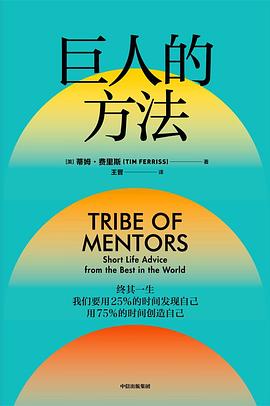 巨人的
方法
[美] 蒂姆·费里斯 (TIM FERRISS) 著
王晋 译
TRIBE OF
MENTORS
Short Life Advice
from the Best in the World
终其一生
我们要用25%的时间发现自己
用75%的时间创造自己
中信出版集团